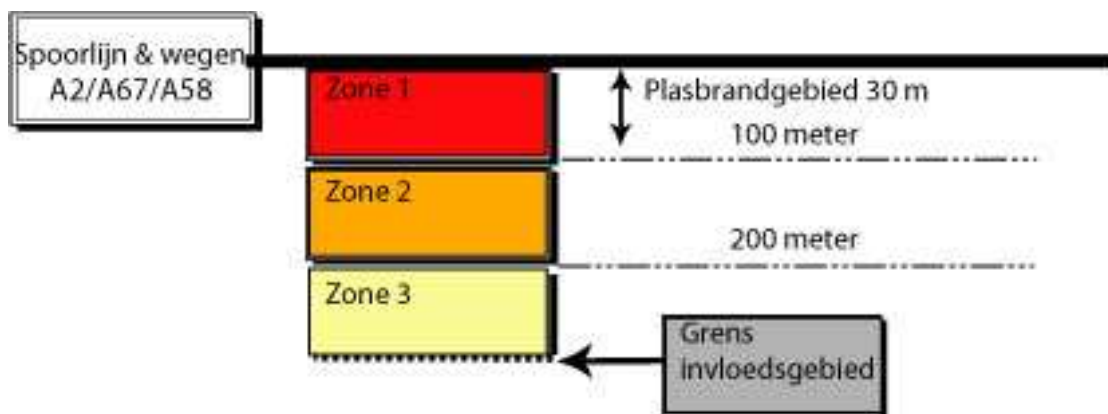 Spoorlijn & wegen
A2/A67/A58
Zone 1
Plasbrandgebied 30 m
100 meter
Zone 2
200 meter
Zone 3
Grens
invloedsgebied